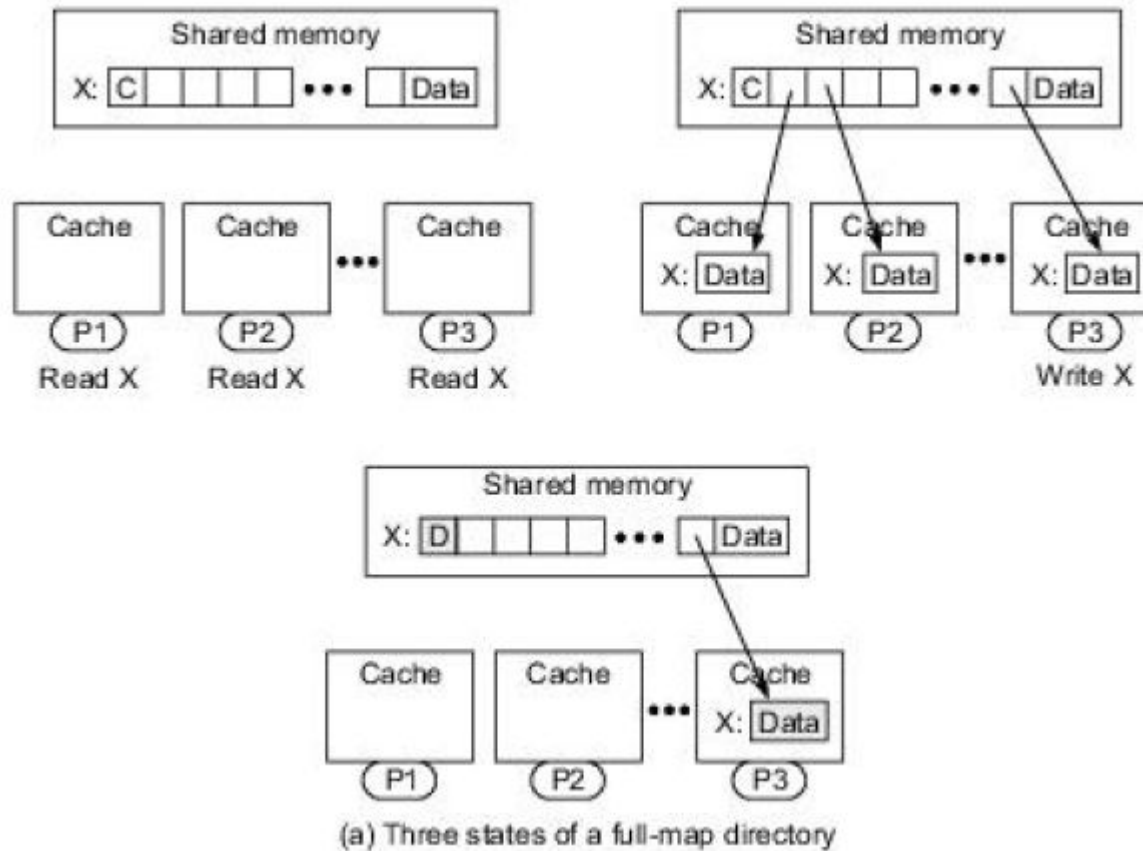 Shared memory
X: C ••• Data
Cache Cache ••• Cache
P1 P2 P3
Read X Read X Read X
Shared memory
X: C ••• Data
Cache Cache ••• Cache
X: Data X: Data X: Data
P1 P2 P3
Write X
Shared memory
X: D ••• Data
Cache Cache ••• Cache
X: Data
P1 P2 P3
(a) Three states of a full-map directory